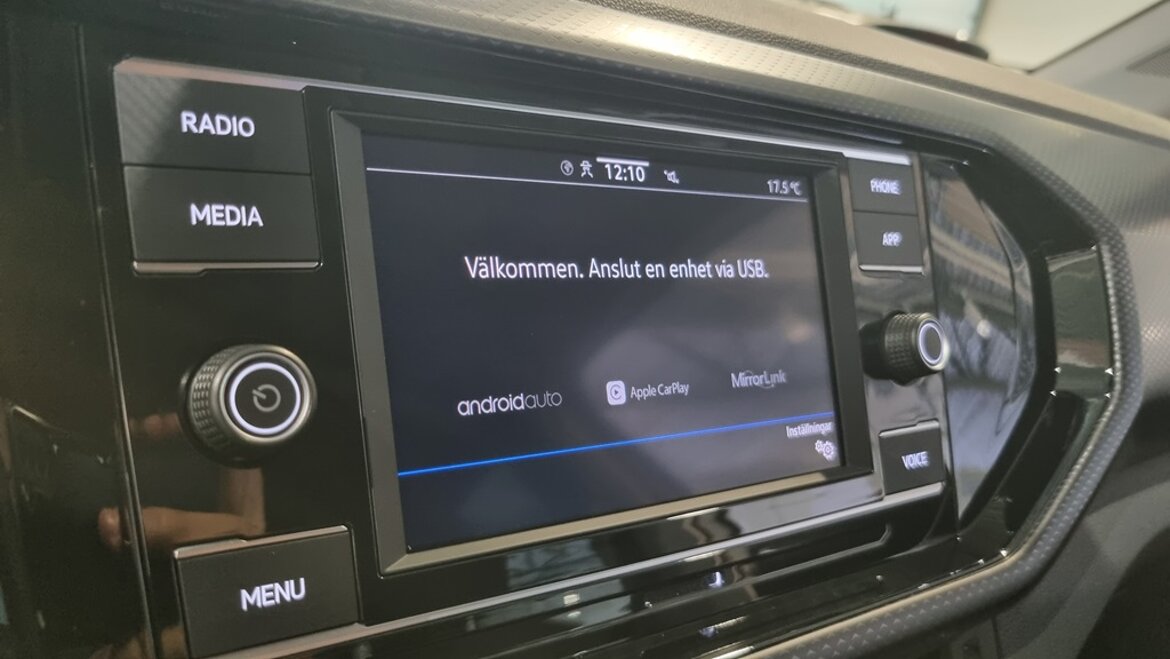 RADIO
MEDIA
MENU
12:10
17.5°C
Välkommen. Anslut en enhet via USB.
androidauto
Apple CarPlay
MirrorLink
Inställningar
PHONE
APP
VOICE